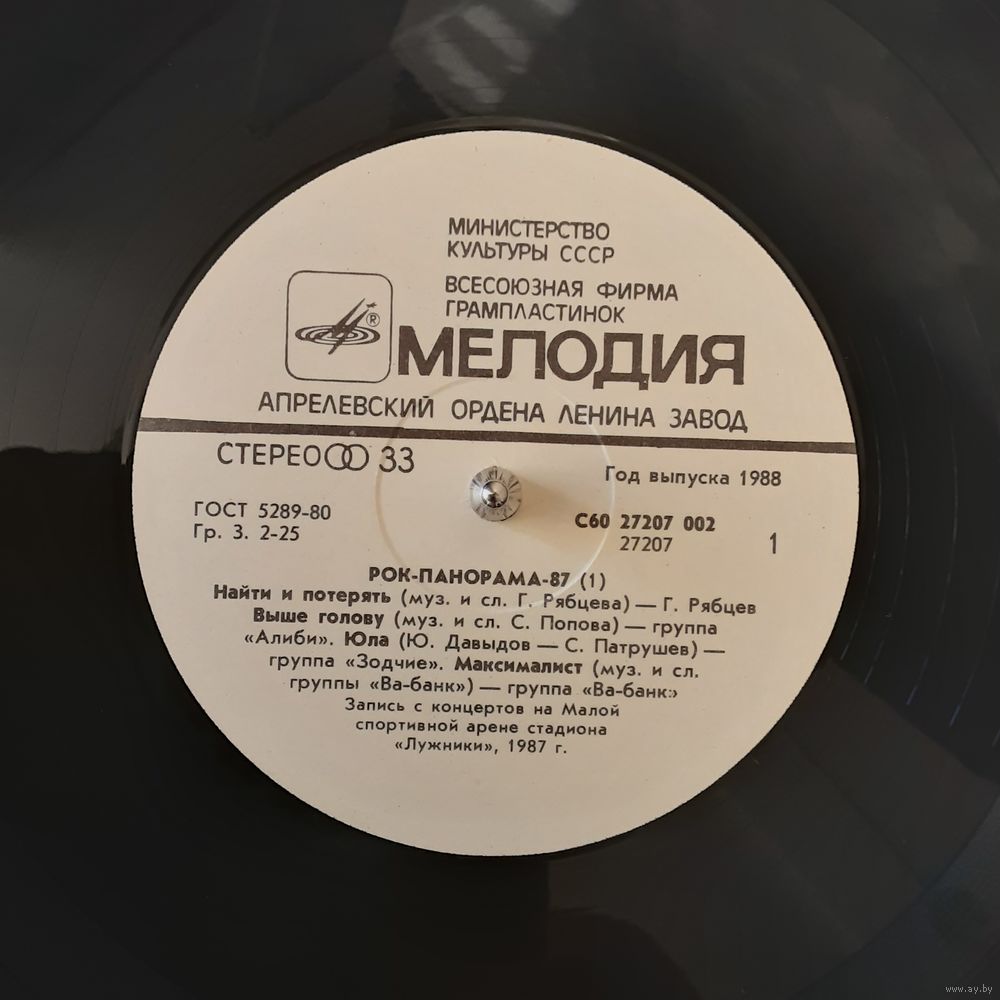 МИНИСТЕРСТВО
КУЛЬТУРЫ СССР
ВСЕСОЮЗНАЯ ФИРМА
ГРАМПЛАСТИНОК
®
МЕЛОДИЯ
АПРЕЛЕВСКИЙ ОРДЕНА ЛЕНИНА ЗАВОД
СТЕРЕО 33
Год выпуска 1988
ГОСТ 5289-80
Гр. 3. 2-25
С60 27207 002
27207
1
РОК-ПАНОРАМА-87 (1)
Найти и потерять (муз. и сл. Г. Рябцева) — Г. Рябцев
Выше голову (муз. и сл. С. Попова) — группа
«Алиби». Юла (Ю. Давыдов — С. Патрушев) —
группа «Зодчие». Максималист (муз. и сл.
группы «Ва-банк») — группа «Ва-банк:»
Запись с концертов на Малой
спортивной арене стадиона
«Лужники», 1987 г.
www.ay.by